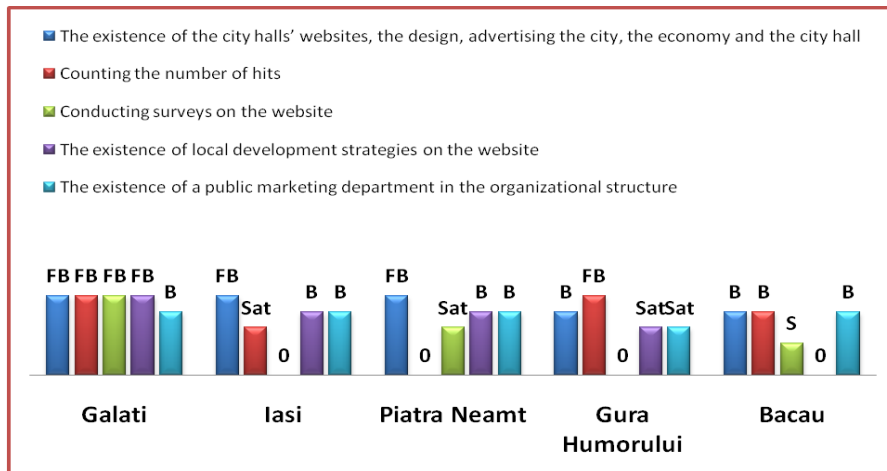 The existence of the city halls' websites, the design, advertising the city, the economy and the city hall
Counting the number of hits
Conducting surveys on the website
The existence of local development strategies on the website
The existence of a public marketing department in the organizational structure
FB FB FB FB B
FB Sat 0 B B
FB 0 Sat B B
B FB 0 Sat Sat
B B S 0 B
Galati
Iasi
Piatra Neamt
Gura
Humorului
Bacau